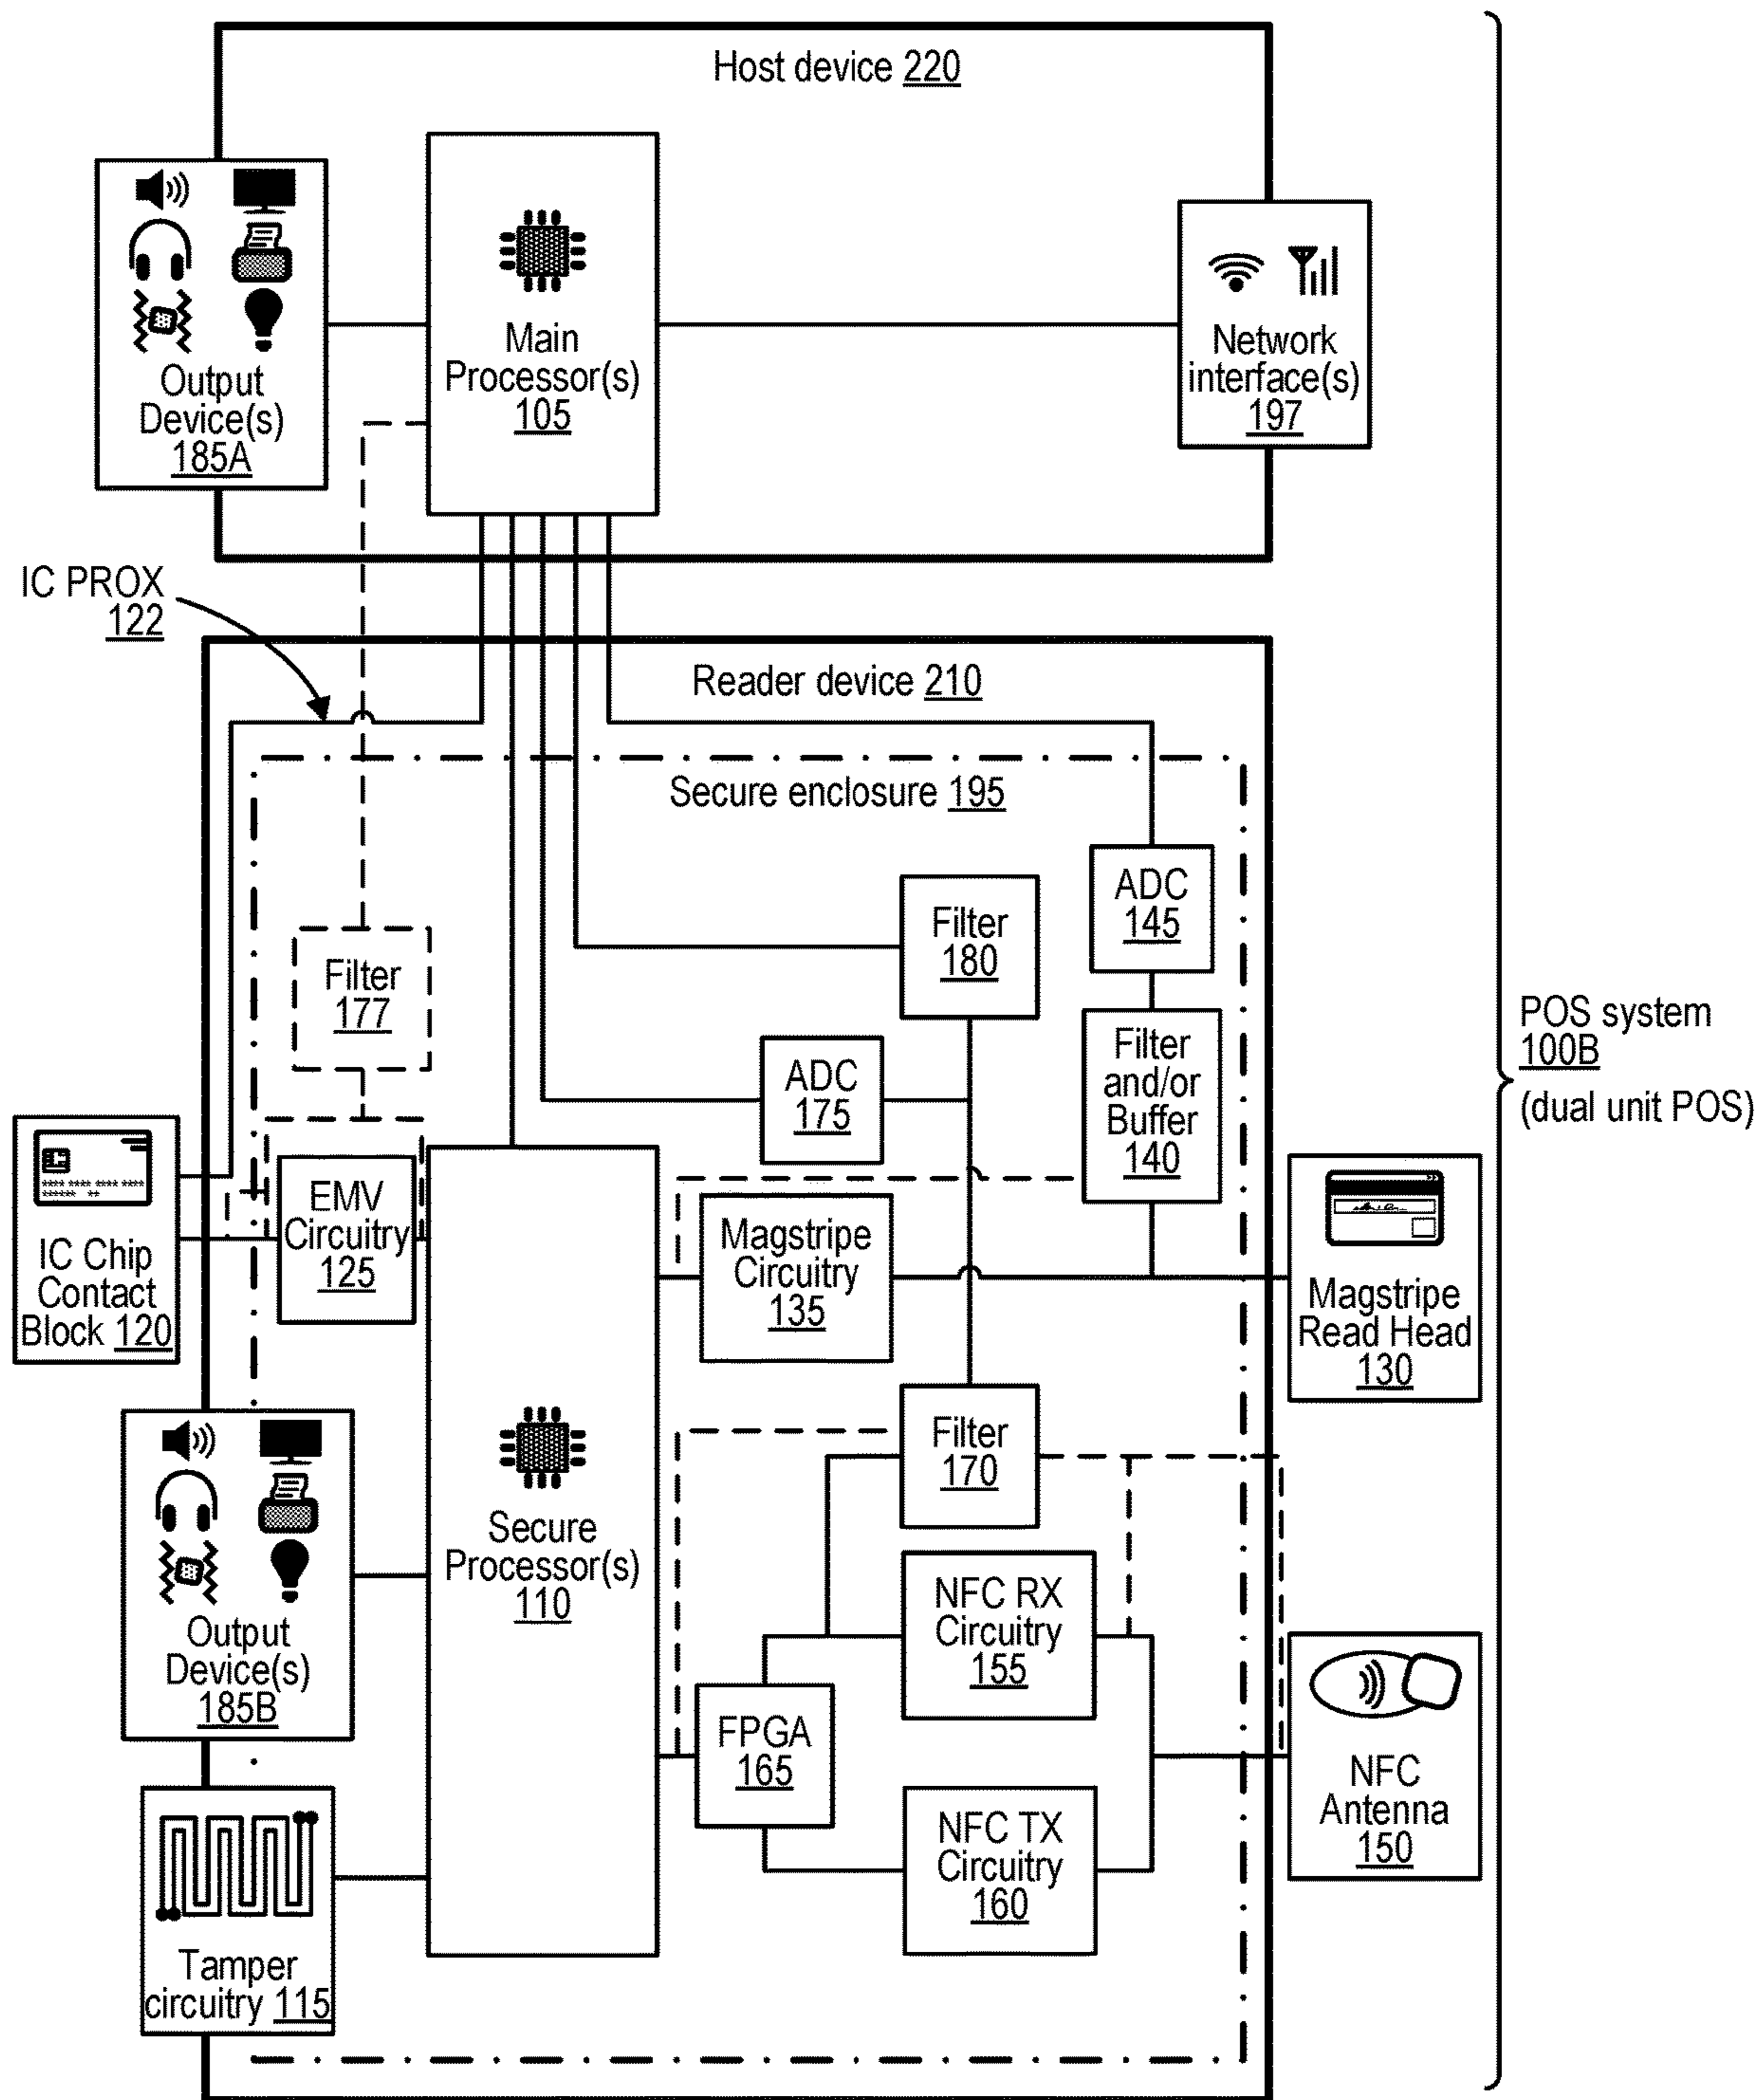 Host device 220
Main
Processor(s)
105
Output
Device(s)
185A
Network
interface(s)
197
IC PROX
122
Reader device 210
Secure enclosure 195
ADC
145
Filter
180
Filter
177
POS system
100B
(dual unit POS)
Filter
and/or
Buffer
140
ADC
175
EMV
Circuitry
125
IC Chip
Contact
Block 120
Magstripe
Circuitry
135
Magstripe
Read Head
130
Filter
170
Secure
Processor(s)
110
Output
Device(s)
185B
NFC RX
Circuitry
155
FPGA
165
NFC
Antenna
150
NFC TX
Circuitry
160
Tamper
circuitry 115